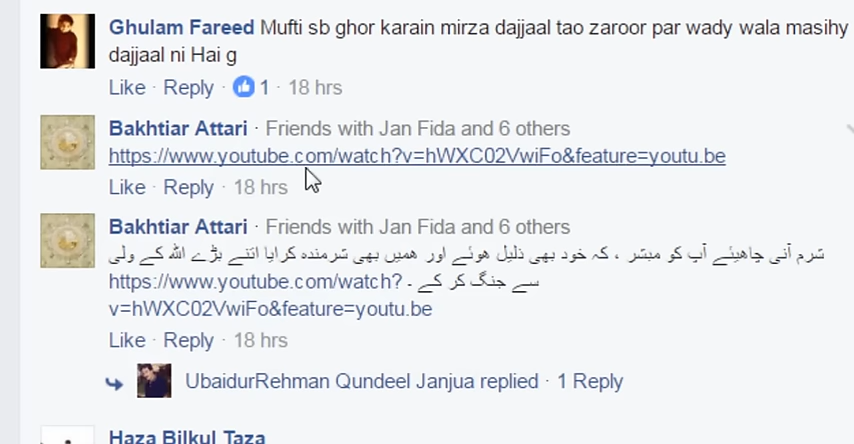 Ghulam Fareed Mufti sb ghor karain mirza dajjaal tao zaroor par wady wala masihy
dajjaal ni Hai g
Like · Reply · 1 · 18 hrs
Bakhtiar Attari · Friends with Jan Fida and 6 others
https://www.youtube.com/watch?v=hWXC02VwiFo&feature=youtu.be
Like · Reply · 18 hrs
Bakhtiar Attari · Friends with Jan Fida and 6 others
شرم آنی چاھیئے آپ کو مبشر ، کہ خود بھی ذلیل ھوئے اور ھمیں بھی شرمندہ کرایا اتنے بڑے اللہ کے ولی
سے جنگ کر کے ۔ https://www.youtube.com/watch?
v=hWXC02VwiFo&feature=youtu.be
Like · Reply · 18 hrs
UbaidurRehman Qundeel Janjua replied · 1 Reply
Haza Bilkul Taza